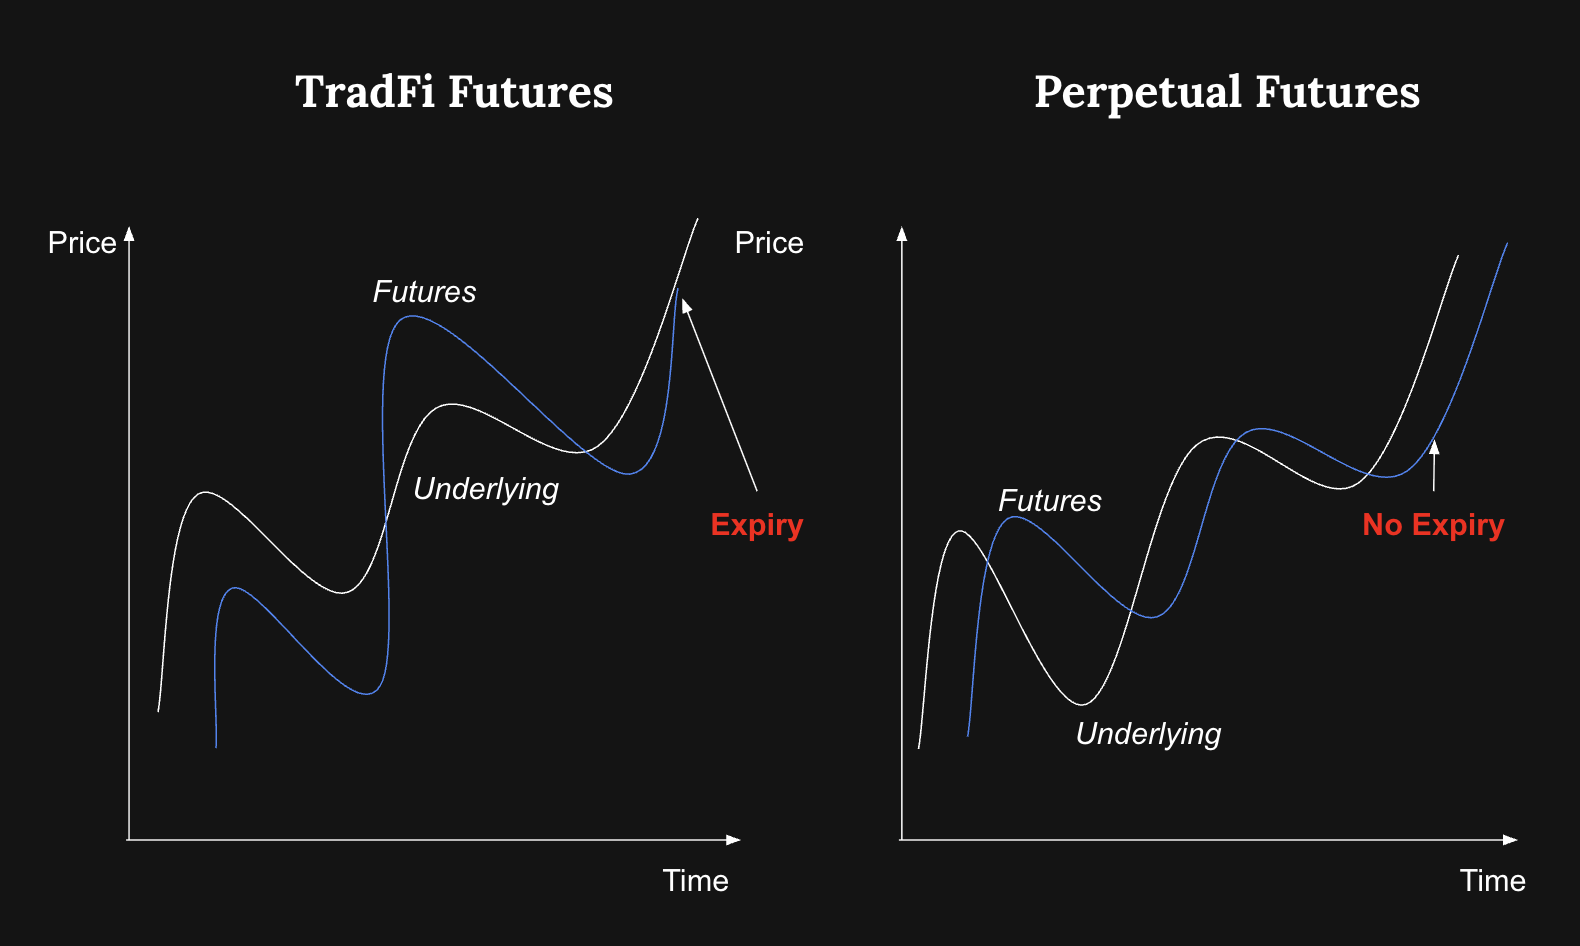 TradFi Futures
Price
Futures
Underlying
Expiry
Time
Perpetual Futures
Price
Futures
Underlying
No Expiry
Time